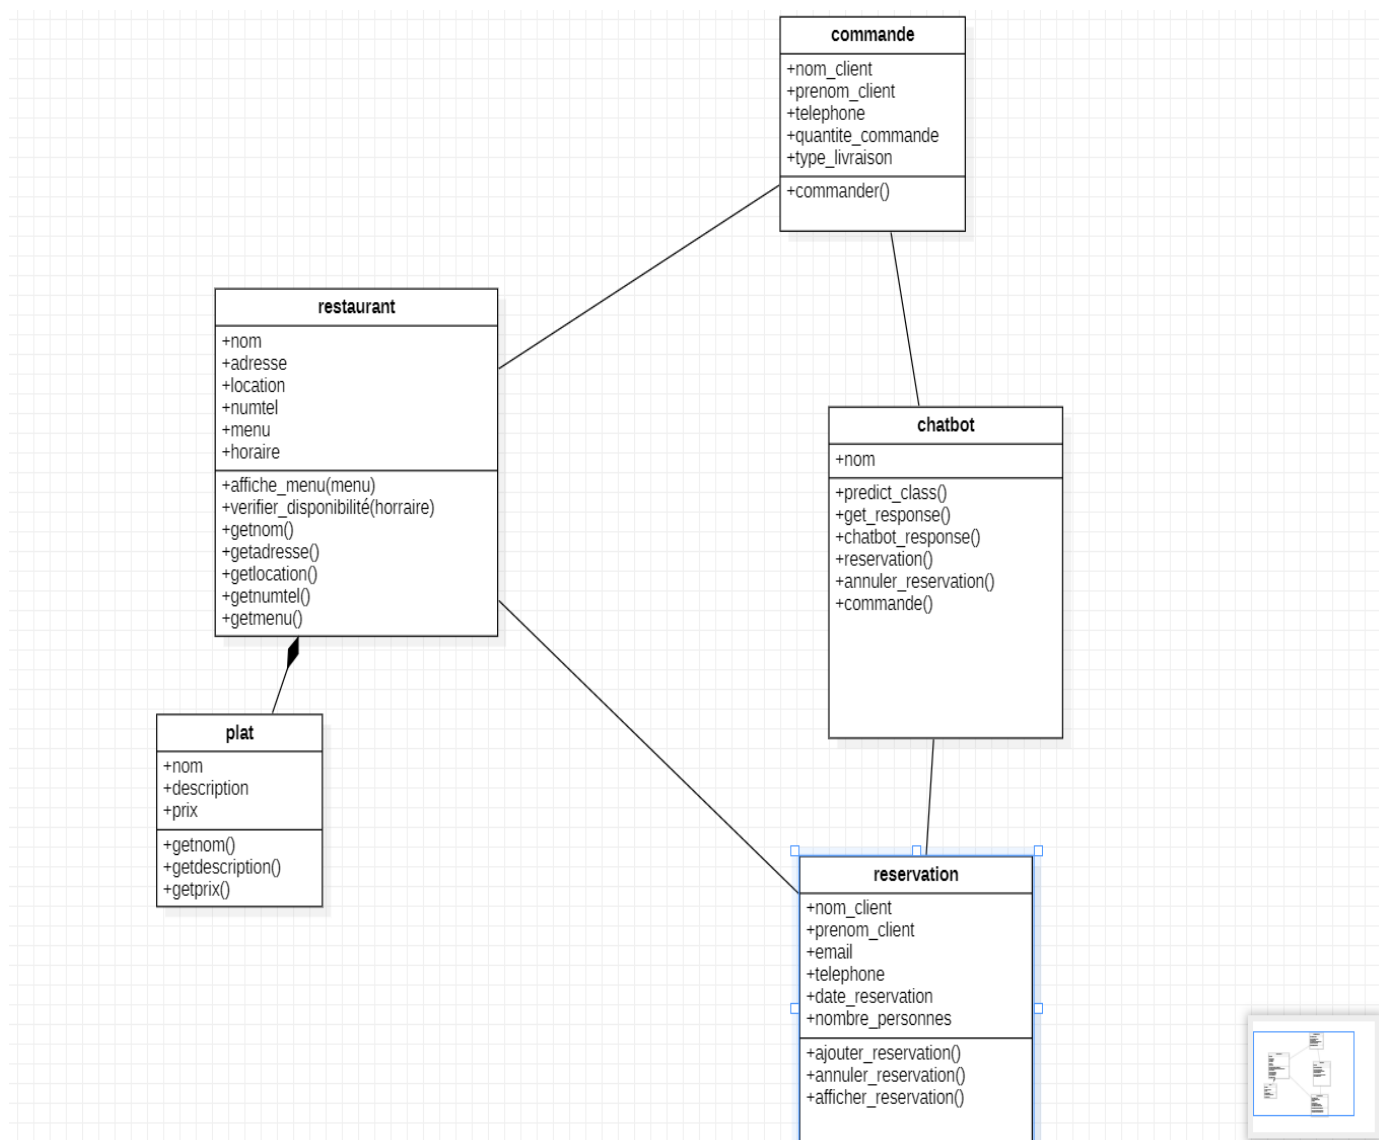 commande
+nom_client
+prenom_client
+telephone
+quantite_commande
+type_livraison
+commander()
restaurant
+nom
+adresse
+location
+numtel
+menu
+horaire
+affiche_menu(menu)
+verifier_disponibilité(horraire)
+getnom()
+getadresse()
+getlocation()
+getnumtel()
+getmenu()
chatbot
+nom
+predict_class()
+get_response()
+chatbot_response()
+reservation()
+annuler_reservation()
+commande()
plat
+nom
+description
+prix
+getnom()
+getdescription()
+getprix()
reservation
+nom_client
+prenom_client
+email
+telephone
+date_reservation
+nombre_personnes
+ajouter_reservation()
+annuler_reservation()
+afficher_reservation()